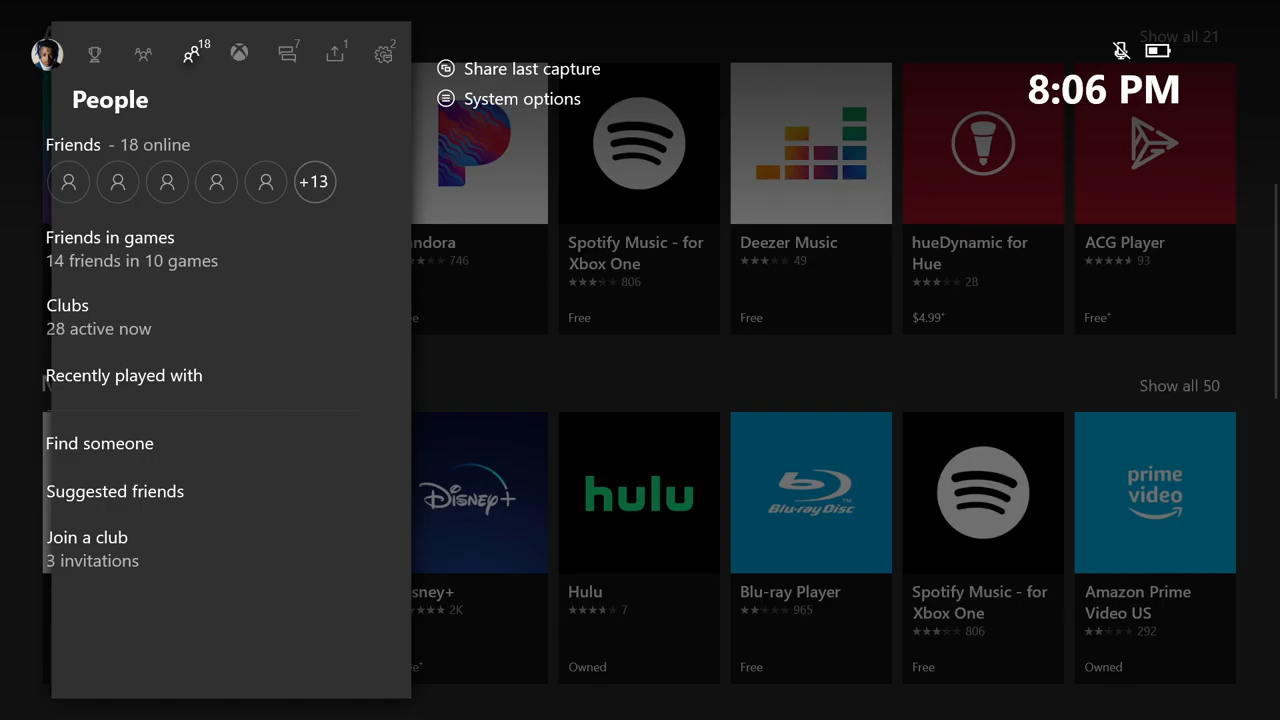 18
7
1
2
People
Friends - 18 online
+13
Friends in games
14 friends in 10 games
Clubs
28 active now
Recently played with
Find someone
Suggested friends
Join a club
3 invitations
Share last capture
System options
Show all 21
8:06 PM
ndora
746
Spotify Music - for
Xbox One
806
Free
Deezer Music
49
Free
hueDynamic for
Hue
28
$4.99*
ACG Player
93
Free*
Show all 50
Disney+
sney+
2K
hulu
Hulu
7
Owned
Blu-ray Disc
Blu-ray Player
965
Free
Spotify Music - for
Xbox One
806
Free
prime
video
Amazon Prime
Video US
292
Owned